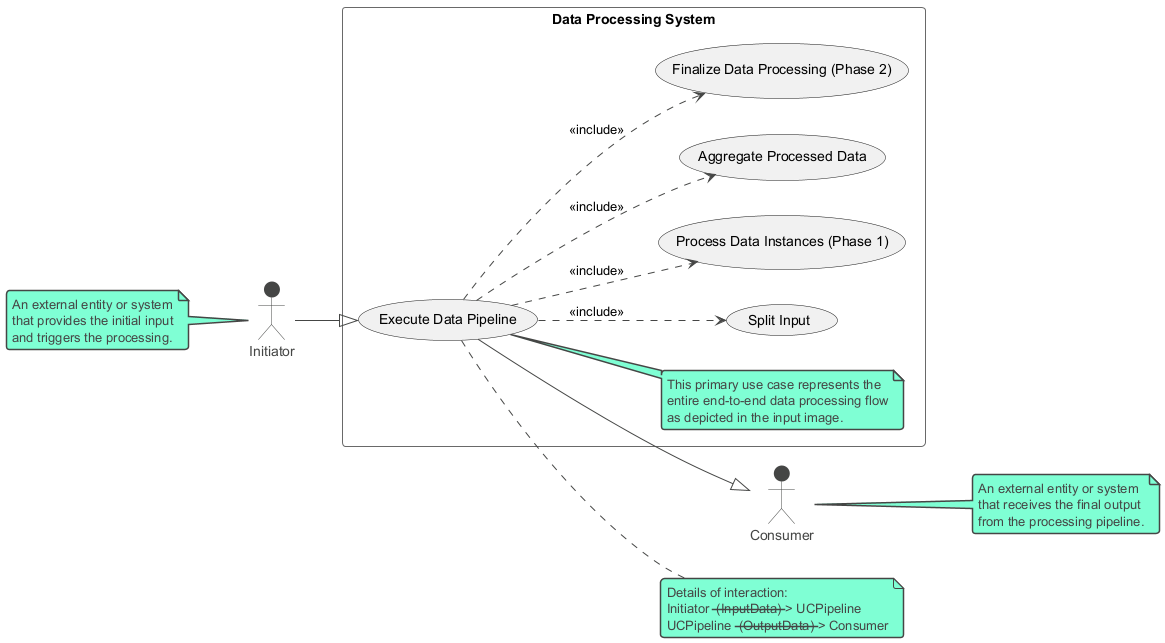 Data Processing System
Finalize Data Processing (Phase 2)
«include»
Aggregate Processed Data
«include»
Process Data Instances (Phase 1)
«include»
Split Input
«include»
Execute Data Pipeline
An external entity or system
that provides the initial input
and triggers the processing.
Initiator
This primary use case represents the
entire end-to-end data processing flow
as depicted in the input image.
Consumer
An external entity or system
that receives the final output
from the processing pipeline.
Details of interaction:
Initiator (InputData) > UCPipeline
UCPipeline (OutputData) > Consumer